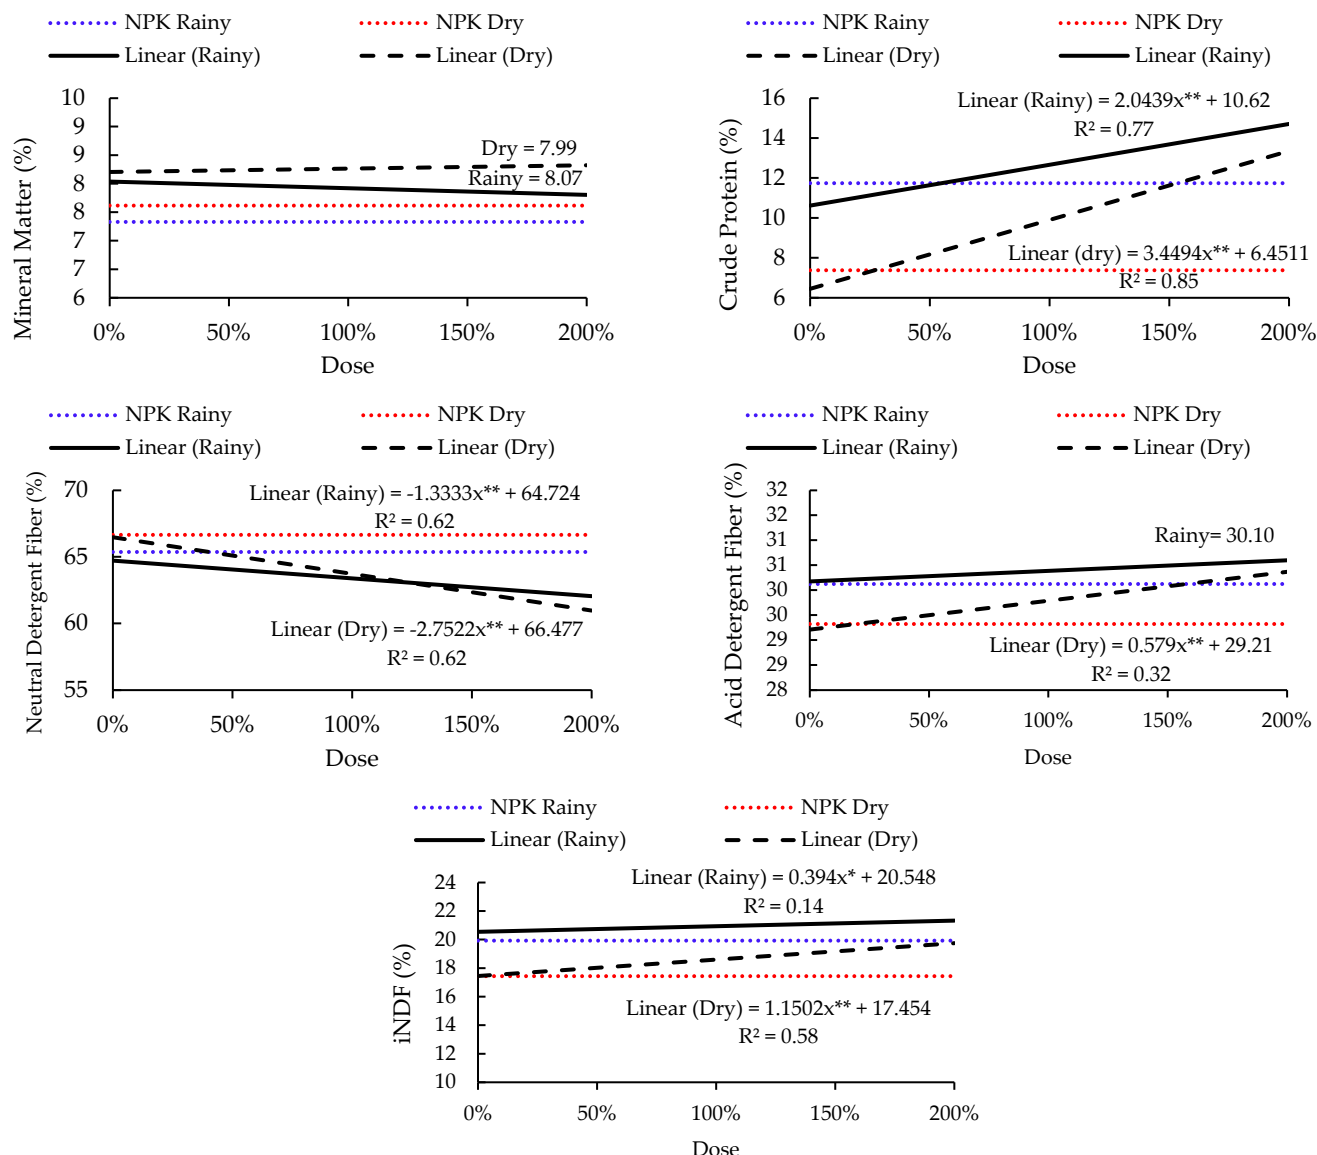 NPK Rainy
NPK Dry
Linear (Rainy)
Linear (Dry)
Mineral Matter (%)
10
9
9
8
8
7
7
6
Dry = 7.99
Rainy = 8.07
0%
50%
100%
150%
200%
Dose
NPK Rainy
NPK Dry
Linear (Dry)
Linear (Rainy)
Crude Protein (%)
16
14
12
10
8
6
Linear (Rainy) = 2.0439x** + 10.62
R² = 0.77
Linear (dry) = 3.4494x** + 6.4511
R² = 0.85
0%
50%
100%
150%
200%
Dose
NPK Rainy
NPK Dry
Linear (Rainy)
Linear (Dry)
Neutral Detergent Fiber (%)
70
65
60
55
Linear (Rainy) = -1.3333x** + 64.724
R² = 0.62
Linear (Dry) = -2.7522x** + 66.477
R² = 0.62
0%
50%
100%
150%
200%
Dose
NPK Rainy
NPK Dry
Linear (Rainy)
Linear (Dry)
Acid Detergent Fiber (%)
32
32
31
31
30
30
29
29
28
Rainy= 30.10
Linear (Dry) = 0.579x** + 29.21
R² = 0.32
0%
50%
100%
150%
200%
Dose
NPK Rainy
NPK Dry
Linear (Rainy)
Linear (Dry)
iNDF (%)
24
22
20
18
16
14
12
10
Linear (Rainy) = 0.394x* + 20.548
R² = 0.14
Linear (Dry) = 1.1502x** + 17.454
R² = 0.58
0%
50%
100%
150%
200%
Dose